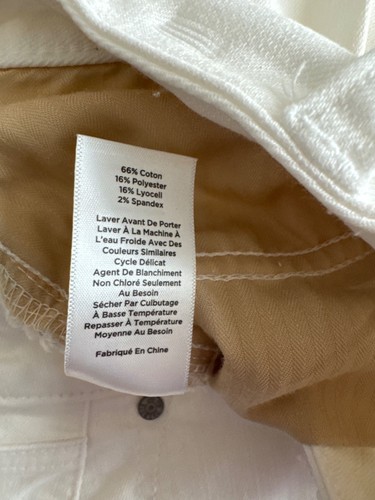 66% Coton
16% Polyester
16% Lyocell
2% Spandex
Laver Avant De Porter
Laver À La Machine À
L'eau Froide Avec Des
Couleurs Similaires
Cycle Délicat
Agent De Blanchiment
Non Chloré Seulement
Au Besoin
Sécher Par Culbutage
À Basse Température
Repasser À Température
Moyenne Au Besoin
Fabriqué En Chine